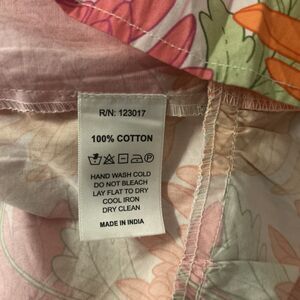 R/N: 123017
100% COTTON
HAND WASH COLD
DO NOT BLEACH
LAY FLAT TO DRY
COOL IRON
DRY CLEAN
MADE IN INDIA